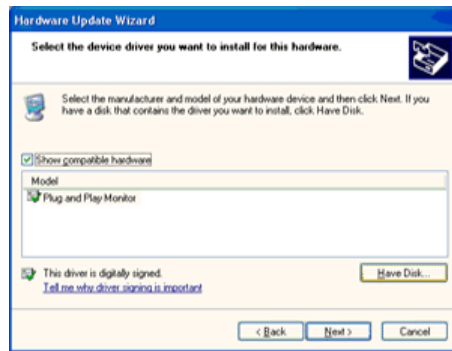 Hardware Update Wizard
Select the device driver you want to install for this hardware.
Select the manufacturer and model of your hardware device and then click Next. If you
have a disk that contains the driver you want to install, click Have Disk.
Show compatible hardware
Model
Plug and Play Monitor
This driver is digitally signed.
Have Disk...
Tell me why driver signing is important
< Back
Next >
Cancel